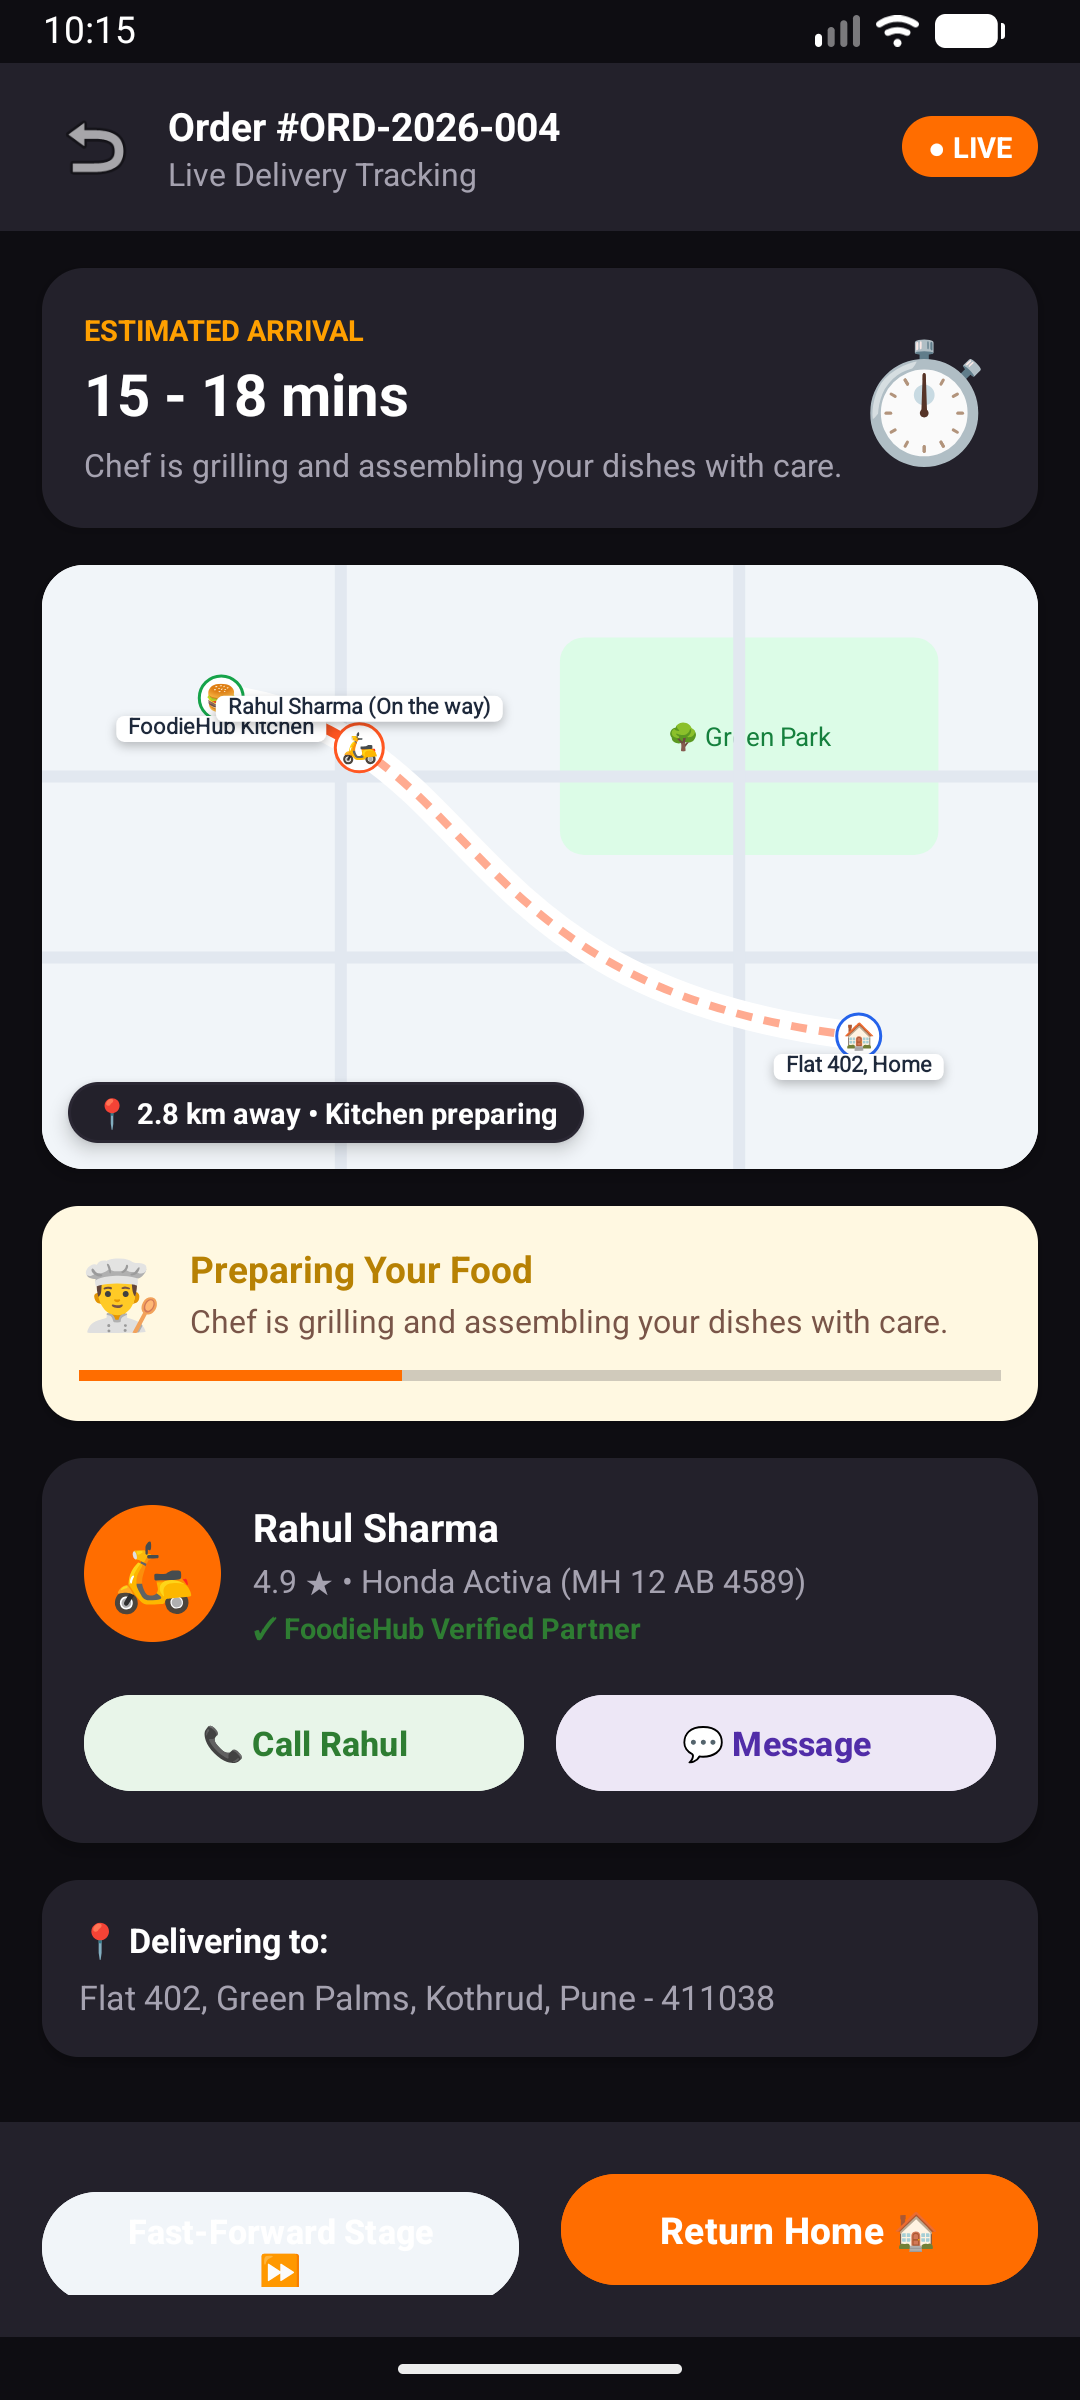 10:15
Order #ORD-2026-004
Live Delivery Tracking
● LIVE
ESTIMATED ARRIVAL
15 - 18 mins
Chef is grilling and assembling your dishes with care.
Rahul Sharma (On the way)
FoodieHub Kitchen
Green Park
Flat 402, Home
2.8 km away • Kitchen preparing
Preparing Your Food
Chef is grilling and assembling your dishes with care.
Rahul Sharma
4.9 ★ • Honda Activa (MH 12 AB 4589)
✓ FoodieHub Verified Partner
Call Rahul
Message
Delivering to:
Flat 402, Green Palms, Kothrud, Pune - 411038
Fast-Forward Stage
Return Home